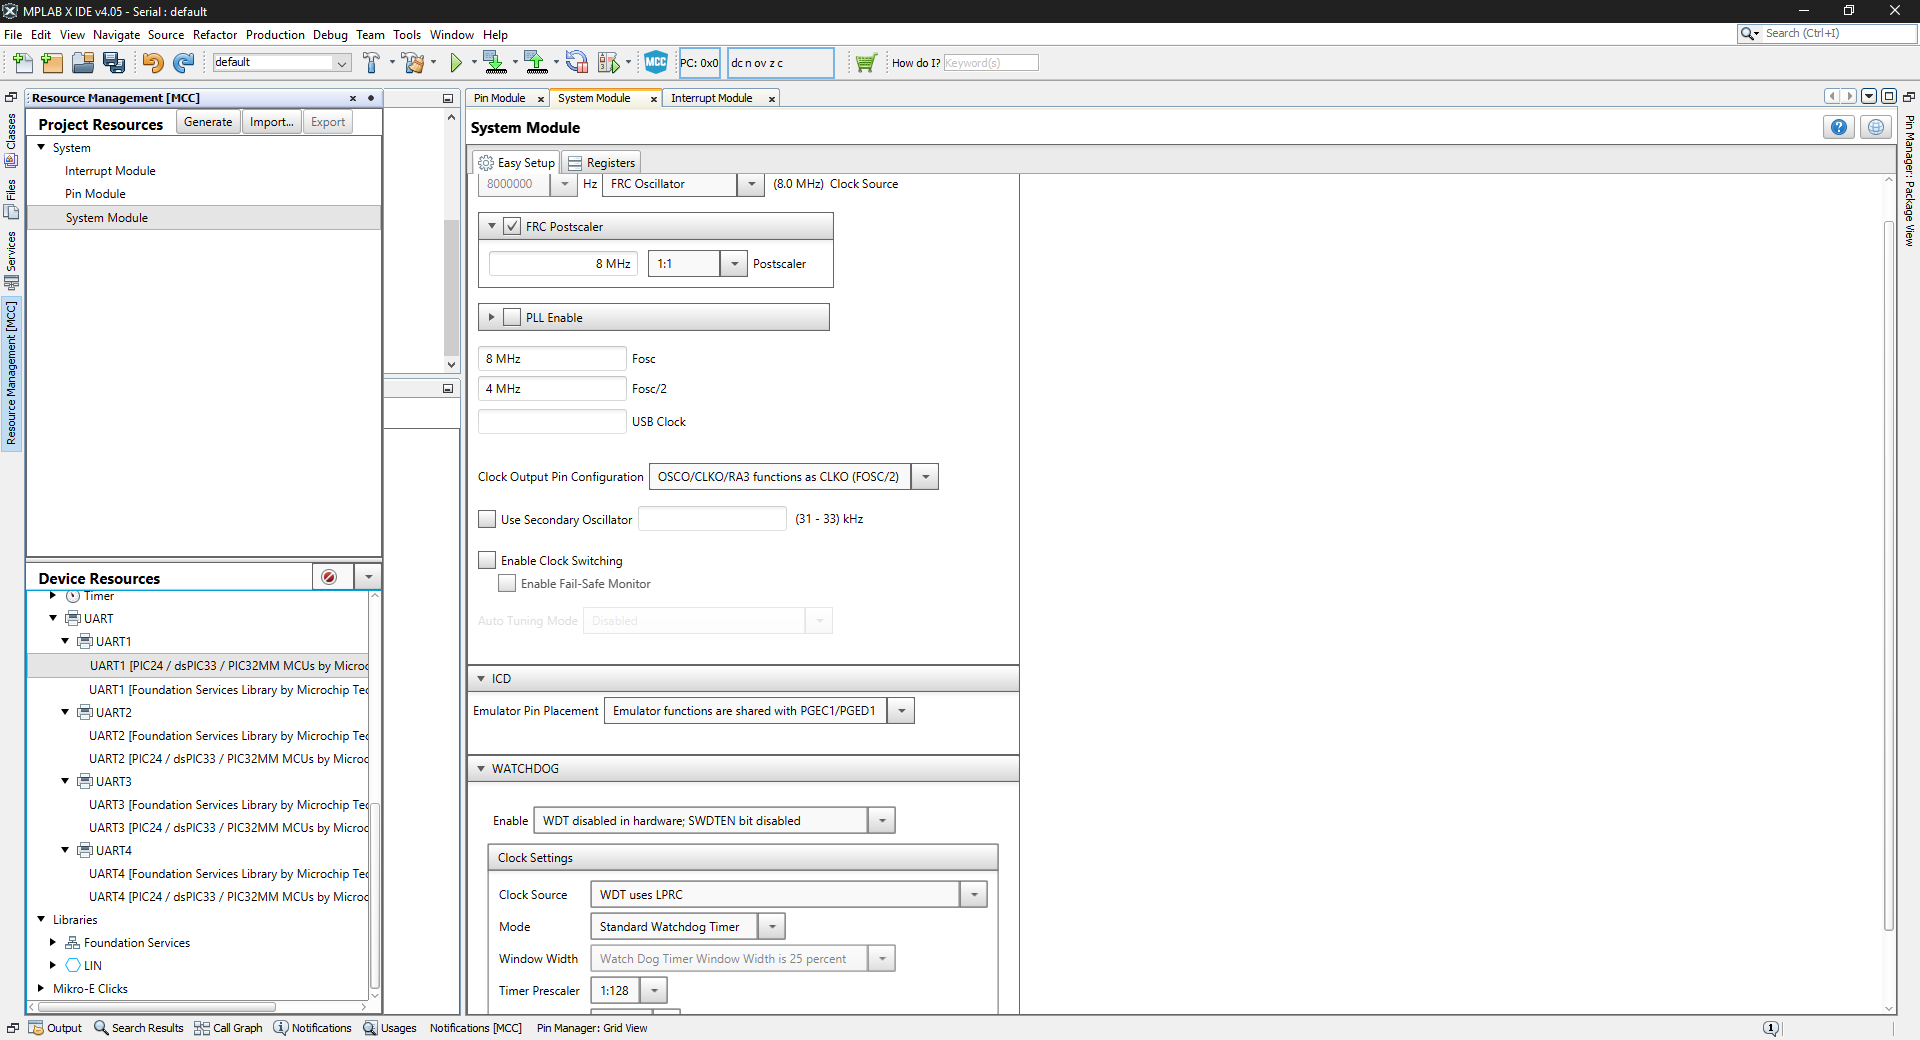 MPLAB X IDE v4.05 - Serial : default
File Edit View Navigate Source Refactor Production Debug Team Tools Window Help
Search (Ctrl+I)
default
MCC
PC: 0x0
dc n ov z c
How do I? Keyword(s)
Classes
Files
Services
Resource Management [MCC]
Resource Management [MCC]
Project Resources Generate Import... Export
System
Interrupt Module
Pin Module
System Module
Device Resources
Timer
UART
UART1
UART1 [PIC24 / dsPIC33 / PIC32MM MCUs by Microc
UART1 [Foundation Services Library by Microchip Tec
UART2
UART2 [Foundation Services Library by Microchip Tec
UART2 [PIC24 / dsPIC33 / PIC32MM MCUs by Microc
UART3
UART3 [Foundation Services Library by Microchip Tec
UART3 [PIC24 / dsPIC33 / PIC32MM MCUs by Microc
UART4
UART4 [Foundation Services Library by Microchip Tec
UART4 [PIC24 / dsPIC33 / PIC32MM MCUs by Microc
Libraries
Foundation Services
LIN
Mikro-E Clicks
Pin Module System Module Interrupt Module
System Module
Easy Setup Registers
8000000 Hz FRC Oscillator (8.0 MHz) Clock Source
FRC Postscaler
8 MHz 1:1 Postscaler
PLL Enable
8 MHz Fosc
4 MHz Fosc/2
USB Clock
Clock Output Pin Configuration OSCO/CLKO/RA3 functions as CLKO (FOSC/2)
Use Secondary Oscillator (31 - 33) kHz
Enable Clock Switching
Enable Fail-Safe Monitor
Auto Tuning Mode Disabled
ICD
Emulator Pin Placement Emulator functions are shared with PGEC1/PGED1
WATCHDOG
Enable WDT disabled in hardware; SWDTEN bit disabled
Clock Settings
Clock Source WDT uses LPRC
Mode Standard Watchdog Timer
Window Width Watch Dog Timer Window Width is 25 percent
Timer Prescaler 1:128
Pin Manager: Package View
Output Search Results Call Graph Notifications Usages Notifications [MCC] Pin Manager: Grid View
1